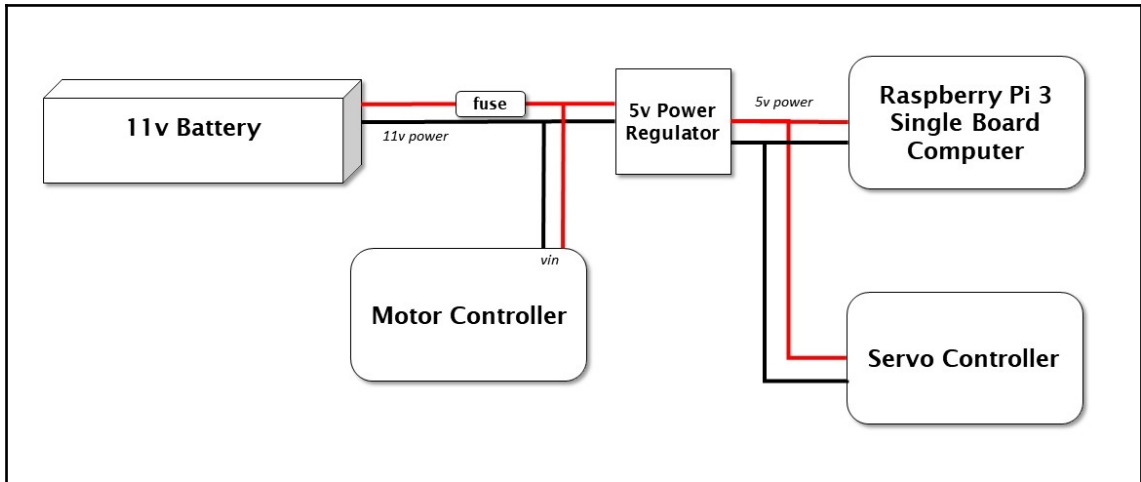 11v Battery
fuse
11v power
5v Power
Regulator
5v power
Raspberry Pi 3
Single Board
Computer
vin
Motor Controller
Servo Controller